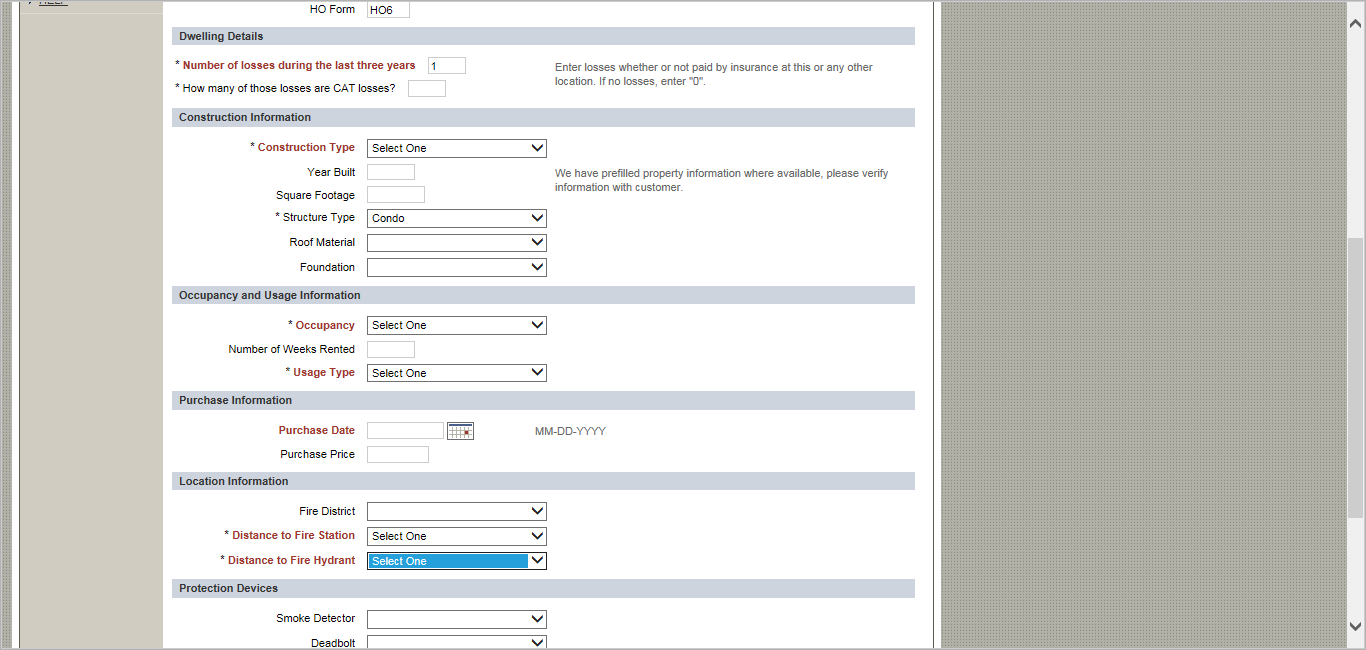 HO Form HO6
Dwelling Details
* Number of losses during the last three years 1
Enter losses whether or not paid by insurance at this or any other
location. If no losses, enter "0".
* How many of those losses are CAT losses?
Construction Information
* Construction Type Select One
Year Built
We have prefilled property information where available, please verify
information with customer.
Square Footage
* Structure Type Condo
Roof Material
Foundation
Occupancy and Usage Information
* Occupancy Select One
Number of Weeks Rented
* Usage Type Select One
Purchase Information
Purchase Date MM-DD-YYYY
Purchase Price
Location Information
Fire District
* Distance to Fire Station Select One
* Distance to Fire Hydrant Select One
Protection Devices
Smoke Detector
Deadbolt